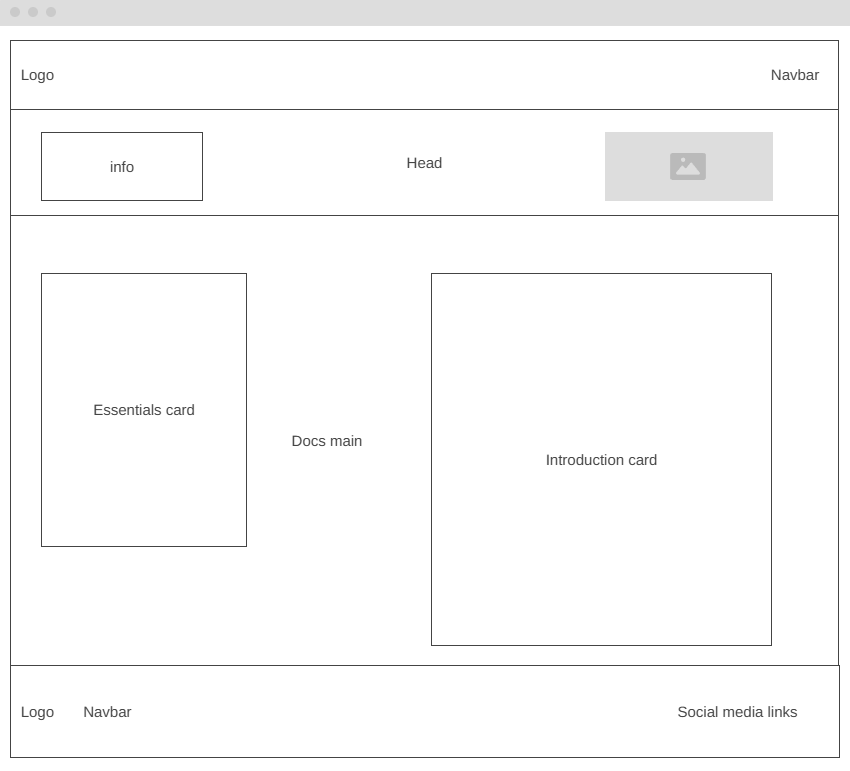 Logo
Navbar
info
Head
Essentials card
Docs main
Introduction card
Logo
Navbar
Social media links